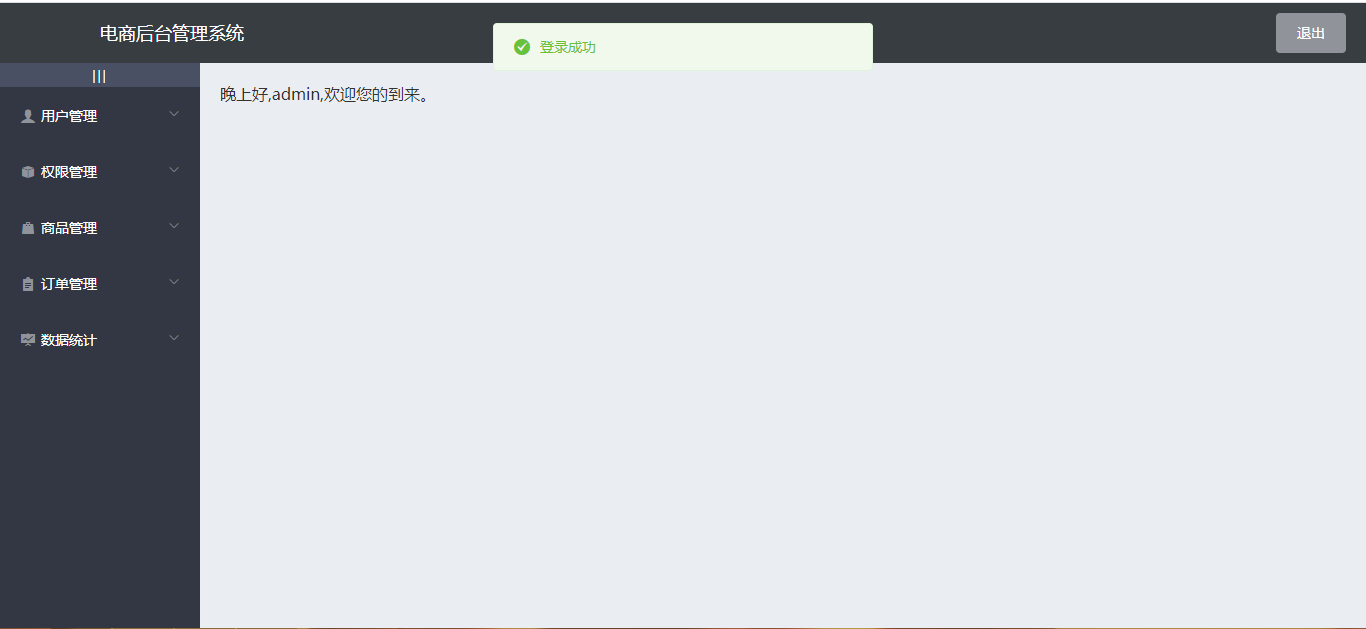 电商后台管理系统
登录成功
退出
|||
晚上好,admin,欢迎您的到来。
用户管理
权限管理
商品管理
订单管理
数据统计